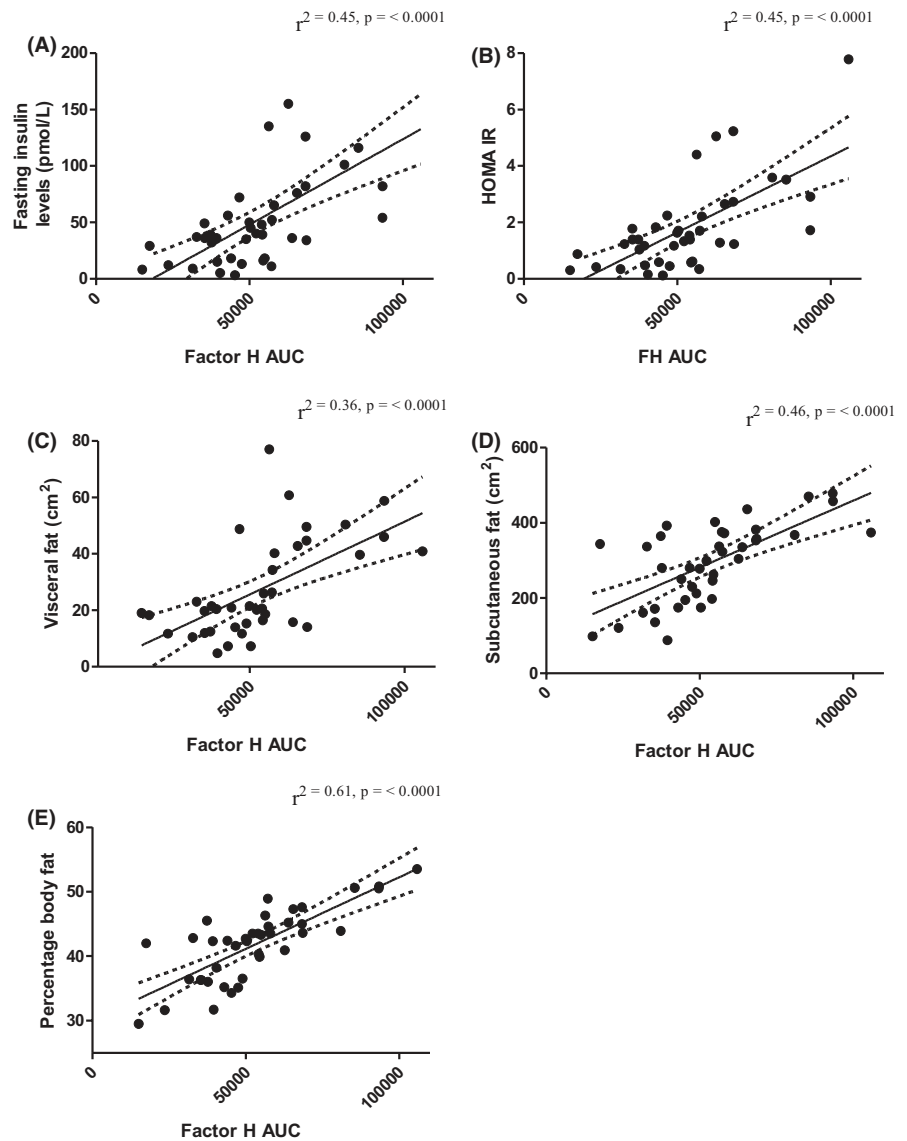 r² = 0.45, p = < 0.0001
(A)
200
150
100
50
0
Fasting insulin
levels (pmol/L)
0
50000
100000
Factor H AUC
r² = 0.45, p = < 0.0001
(B)
8
6
4
2
0
HOMA IR
0
50000
100000
FH AUC
r² = 0.36, p = < 0.0001
(C)
80
60
40
20
0
Visceral fat (cm²)
0
50000
100000
Factor H AUC
r² = 0.46, p = < 0.0001
(D)
600
400
200
0
Subcutaneous fat (cm²)
0
50000
100000
Factor H AUC
r² = 0.61, p = < 0.0001
(E)
60
50
40
30
Percentage body fat
0
50000
100000
Factor H AUC